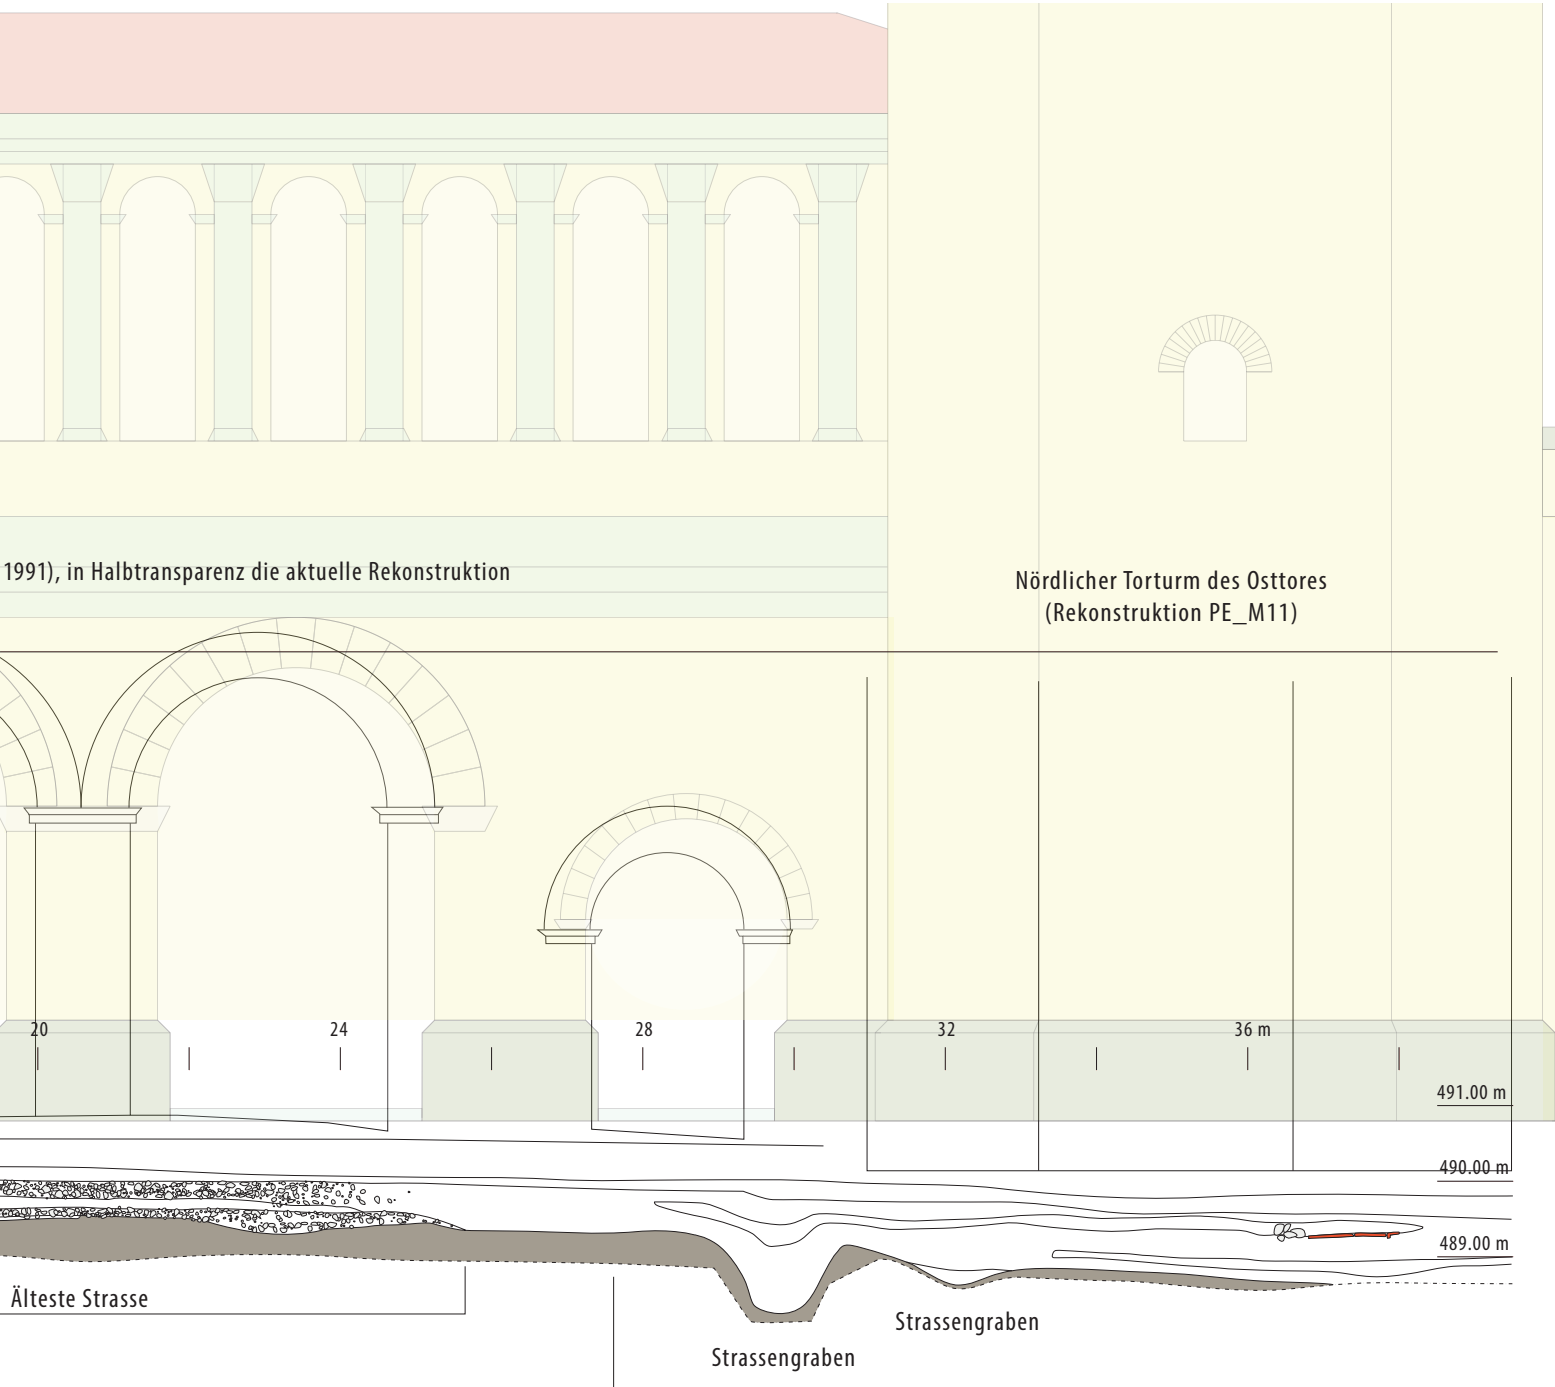 1991), in Halbtransparenz die aktuelle Rekonstruktion
Nördlicher Torturm des Osttores
(Rekonstruktion PE_M11)
20
24
28
32
36 m
491.00 m
490.00 m
489.00 m
Älteste Strasse
Strassengraben
Strassengraben